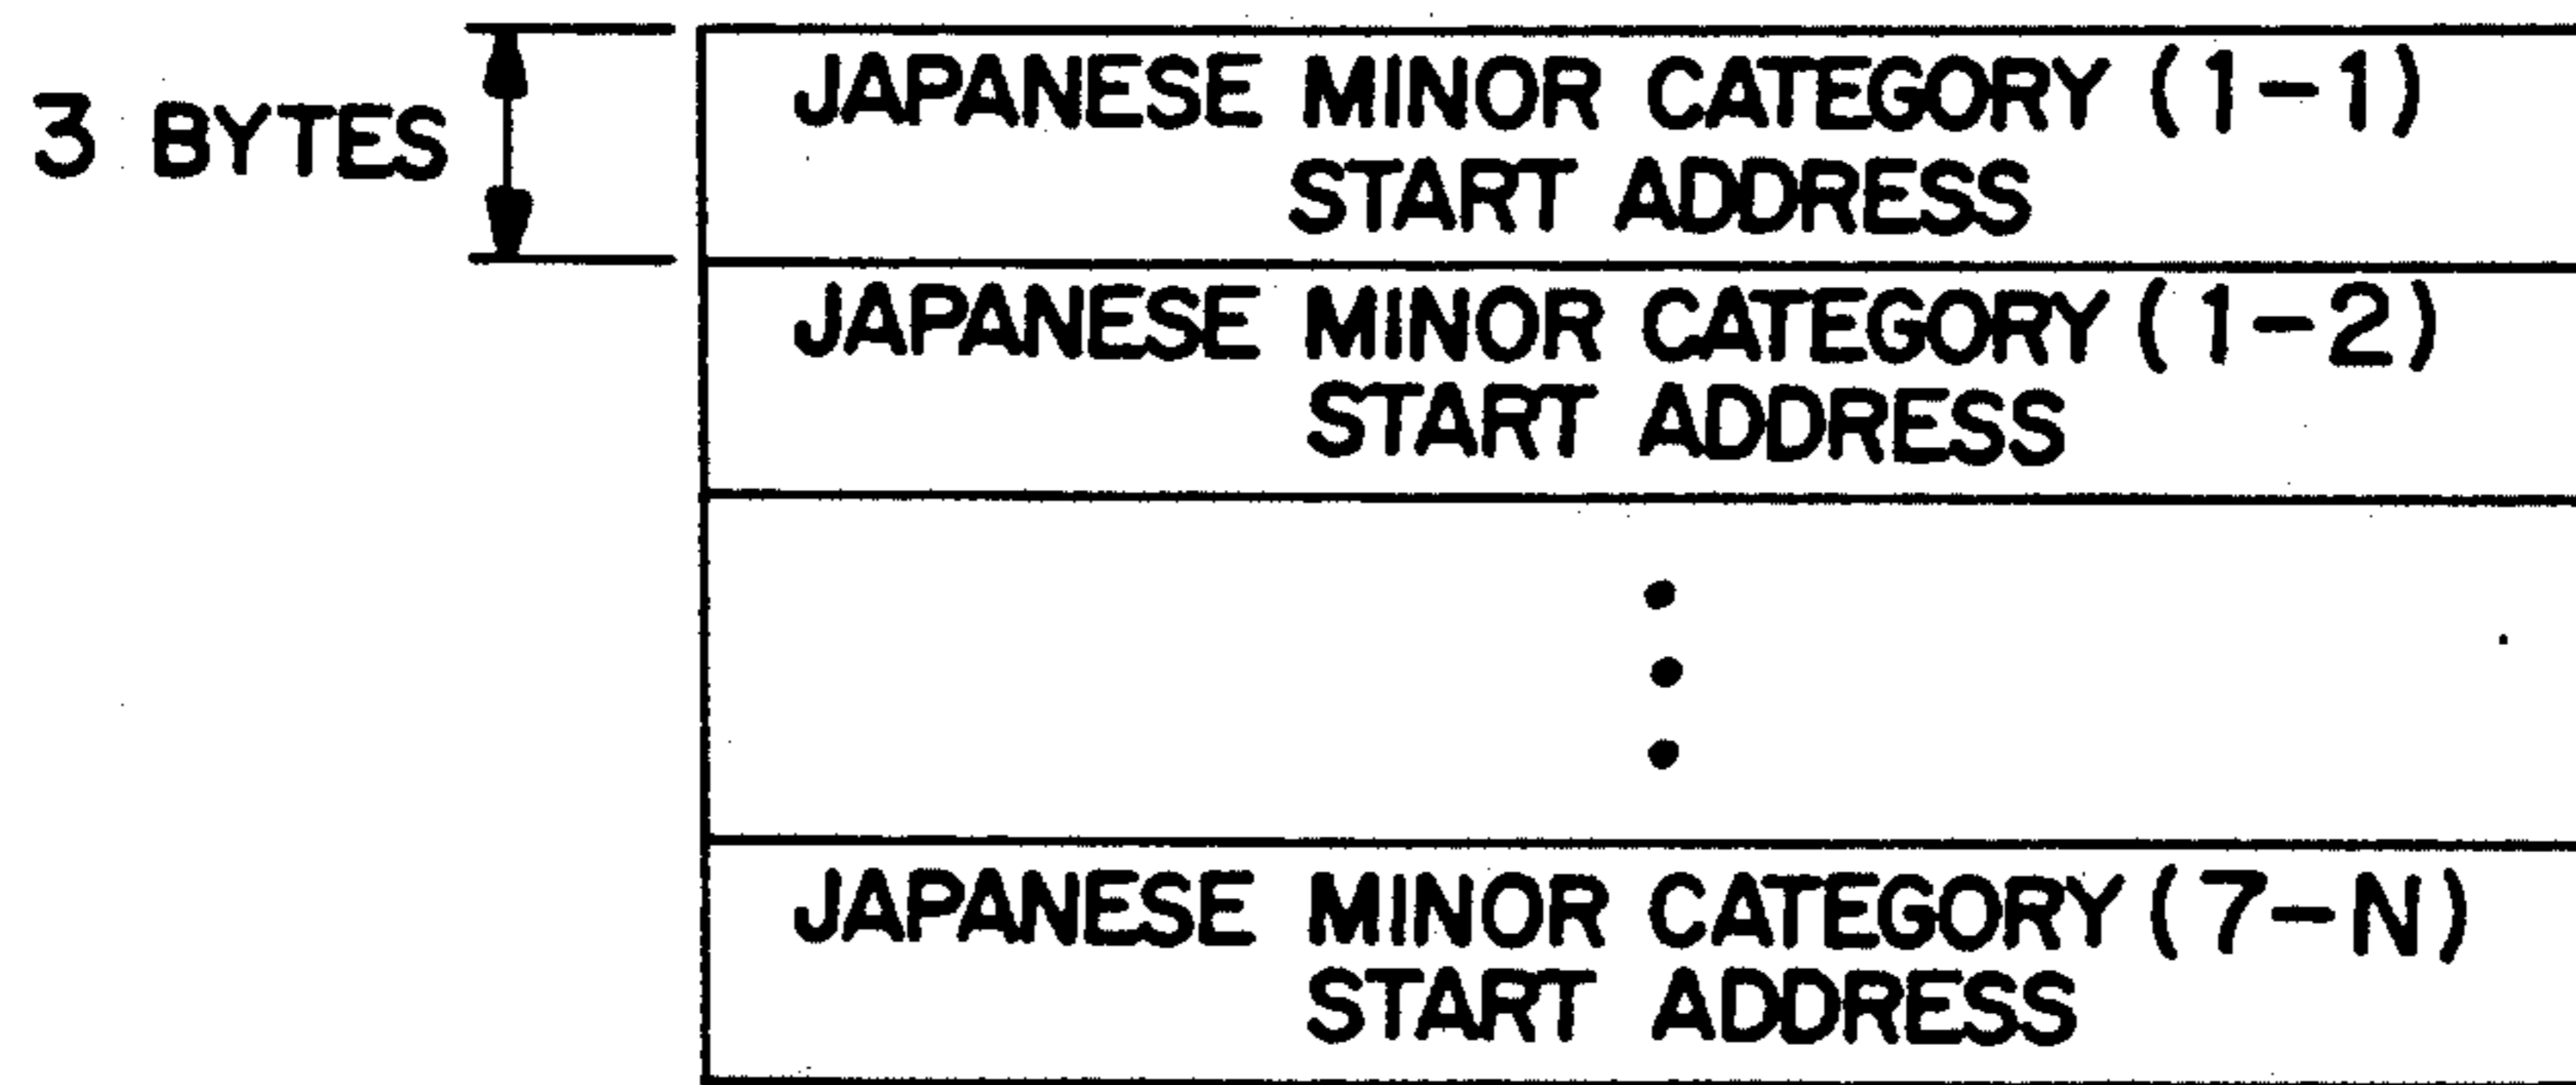 3 BYTES
JAPANESE MINOR CATEGORY (1-1)
START ADDRESS
JAPANESE MINOR CATEGORY (1-2)
START ADDRESS
JAPANESE MINOR CATEGORY (7-N)
START ADDRESS